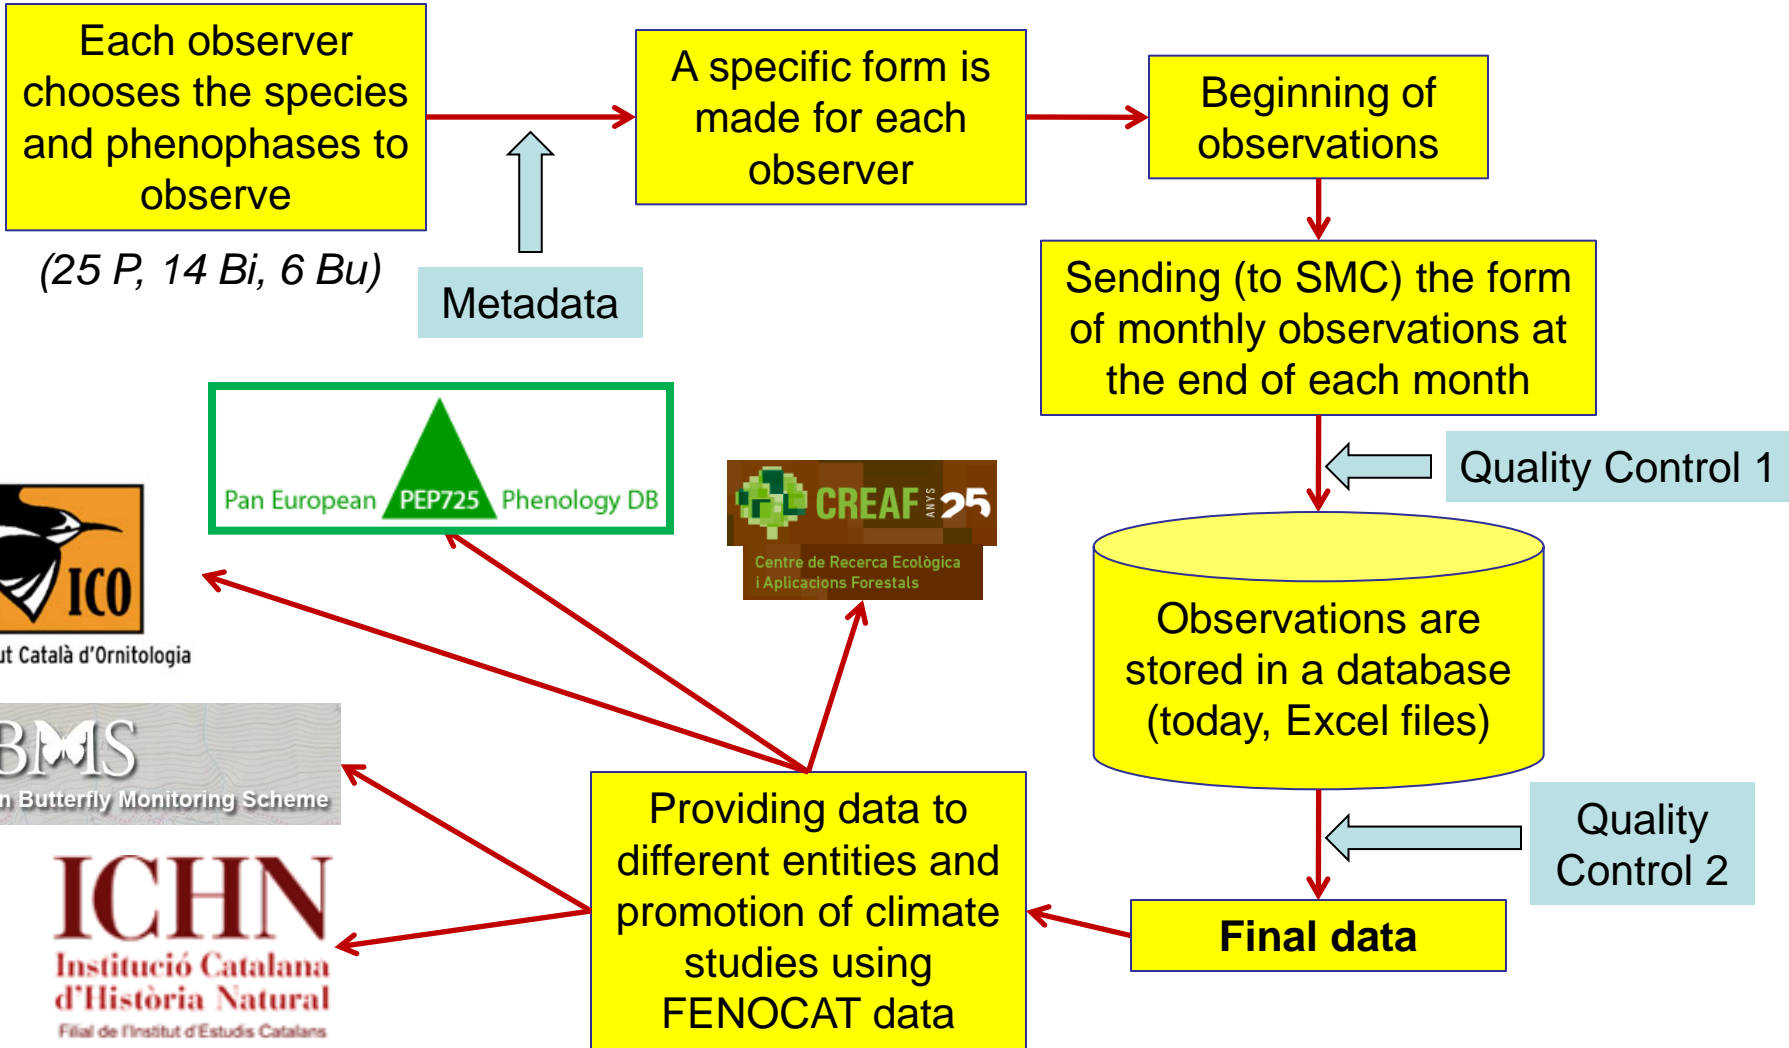 Each observer
chooses the species
and phenophases to
observe
(25 P, 14 Bi, 6 Bu)
Metadata
A specific form is
made for each
observer
Beginning of
observations
Sending (to SMC) the form
of monthly observations at
the end of each month
Quality Control 1
Observations are
stored in a database
(today, Excel files)
Quality
Control 2
Final data
Providing data to
different entities and
promotion of climate
studies using
FENOCAT data
Pan European PEP725 Phenology DB
CREAF ANYS 25
Centre de Recerca Ecològica
i Aplicacions Forestals
ICO
Català d'Ornitologia
BMS
Butterfly Monitoring Scheme
ICHN
Institució Catalana
d'Història Natural
Filial de l'Institut d'Estudis Catalans